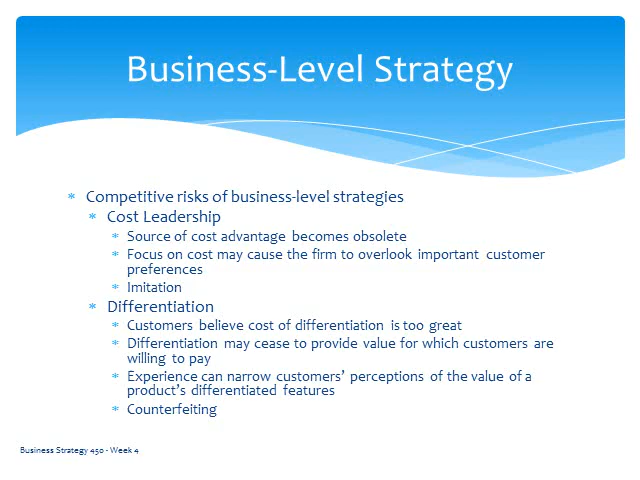 Business-Level Strategy
* Competitive risks of business-level strategies
* Cost Leadership
* Source of cost advantage becomes obsolete
* Focus on cost may cause the firm to overlook important customer
preferences
* Imitation
* Differentiation
* Customers believe cost of differentiation is too great
* Differentiation may cease to provide value for which customers are
willing to pay
* Experience can narrow customers’ perceptions of the value of a
product’s differentiated features
* Counterfeiting
Business Strategy 450 - Week 4